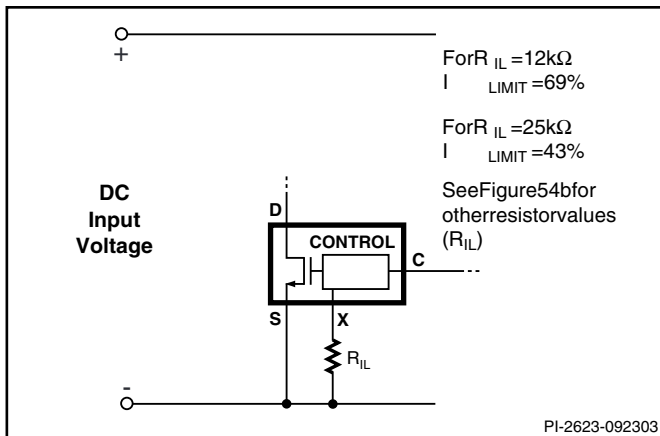 +
ForR IL =12kΩ
I LIMIT =69%
ForR IL =25kΩ
I LIMIT =43%
SeeFigure54bfor
otherresistorvalues
(RIL)
DC
Input
Voltage
D
CONTROL
C
S
X
RIL
-
PI-2623-092303